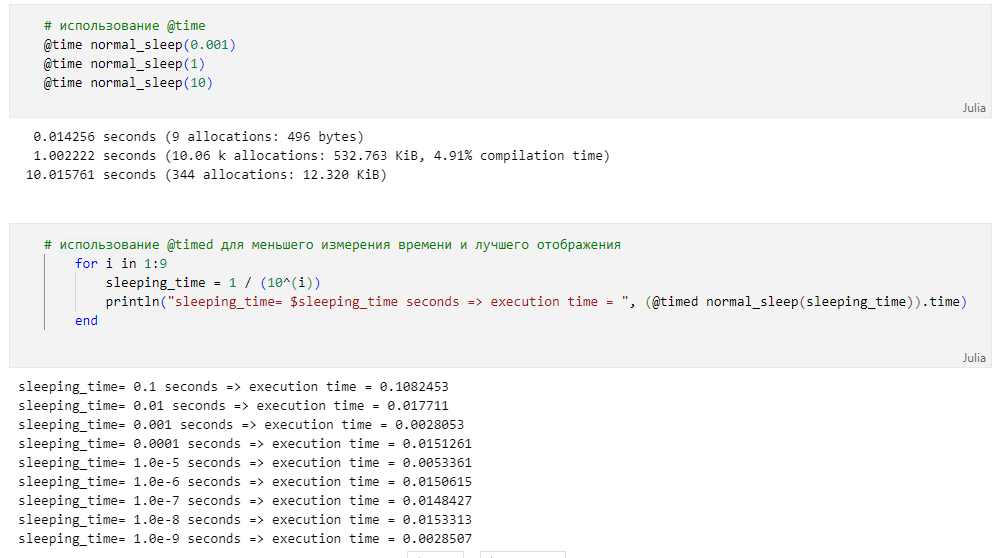 # использование @time
@time normal_sleep(0.001)
@time normal_sleep(1)
@time normal_sleep(10)
Julia
0.014256 seconds (9 allocations: 496 bytes)
1.002222 seconds (10.06 k allocations: 532.763 KiB, 4.91% compilation time)
10.015761 seconds (344 allocations: 12.320 KiB)
# использование @timed для меньшего измерения времени и лучшего отображения
for i in 1:9
sleeping_time = 1 / (10^(i))
println("sleeping_time= $sleeping_time seconds => execution time = ", (@timed normal_sleep(sleeping_time)).time)
end
Julia
sleeping_time= 0.1 seconds => execution time = 0.1082453
sleeping_time= 0.01 seconds => execution time = 0.017711
sleeping_time= 0.001 seconds => execution time = 0.0028053
sleeping_time= 0.0001 seconds => execution time = 0.0151261
sleeping_time= 1.0e-5 seconds => execution time = 0.0053361
sleeping_time= 1.0e-6 seconds => execution time = 0.0150615
sleeping_time= 1.0e-7 seconds => execution time = 0.0148427
sleeping_time= 1.0e-8 seconds => execution time = 0.0153313
sleeping_time= 1.0e-9 seconds => execution time = 0.0028507